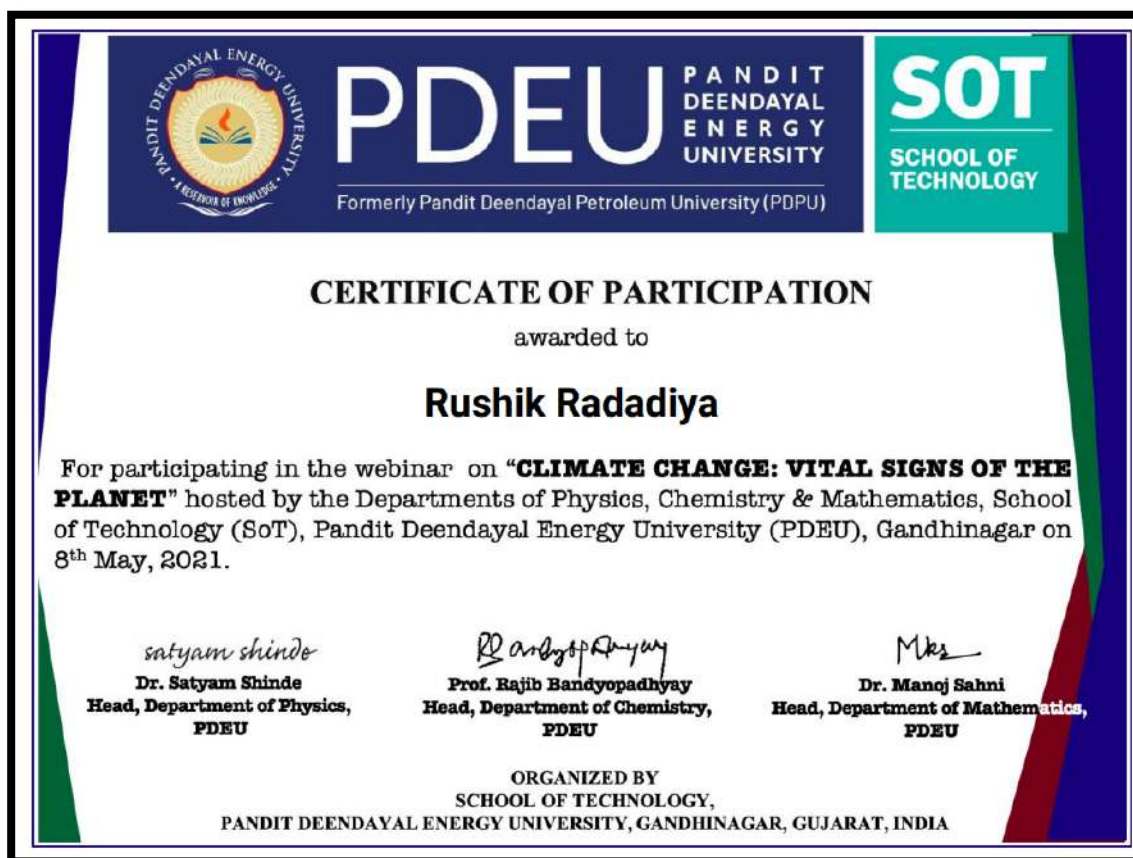 PANDIT DEENDAYAL ENERGY UNIVERSITY
• A RESERVOIR OF KNOWLEDGE •
PDEU
PANDIT
DEENDAYAL
ENERGY
UNIVERSITY
Formerly Pandit Deendayal Petroleum University (PDPU)
SOT
SCHOOL OF
TECHNOLOGY
CERTIFICATE OF PARTICIPATION
awarded to
Rushik Radadiya
For participating in the webinar on “CLIMATE CHANGE: VITAL SIGNS OF THE
PLANET” hosted by the Departments of Physics, Chemistry & Mathematics, School
of Technology (SoT), Pandit Deendayal Energy University (PDEU), Gandhinagar on
8th May, 2021.
satyam shinde
Dr. Satyam Shinde
Head, Department of Physics,
PDEU
Prof. Rajib Bandyopadhyay
Head, Department of Chemistry,
PDEU
Dr. Manoj Sahni
Head, Department of Mathematics,
PDEU
ORGANIZED BY
SCHOOL OF TECHNOLOGY,
PANDIT DEENDAYAL ENERGY UNIVERSITY, GANDHINAGAR, GUJARAT, INDIA